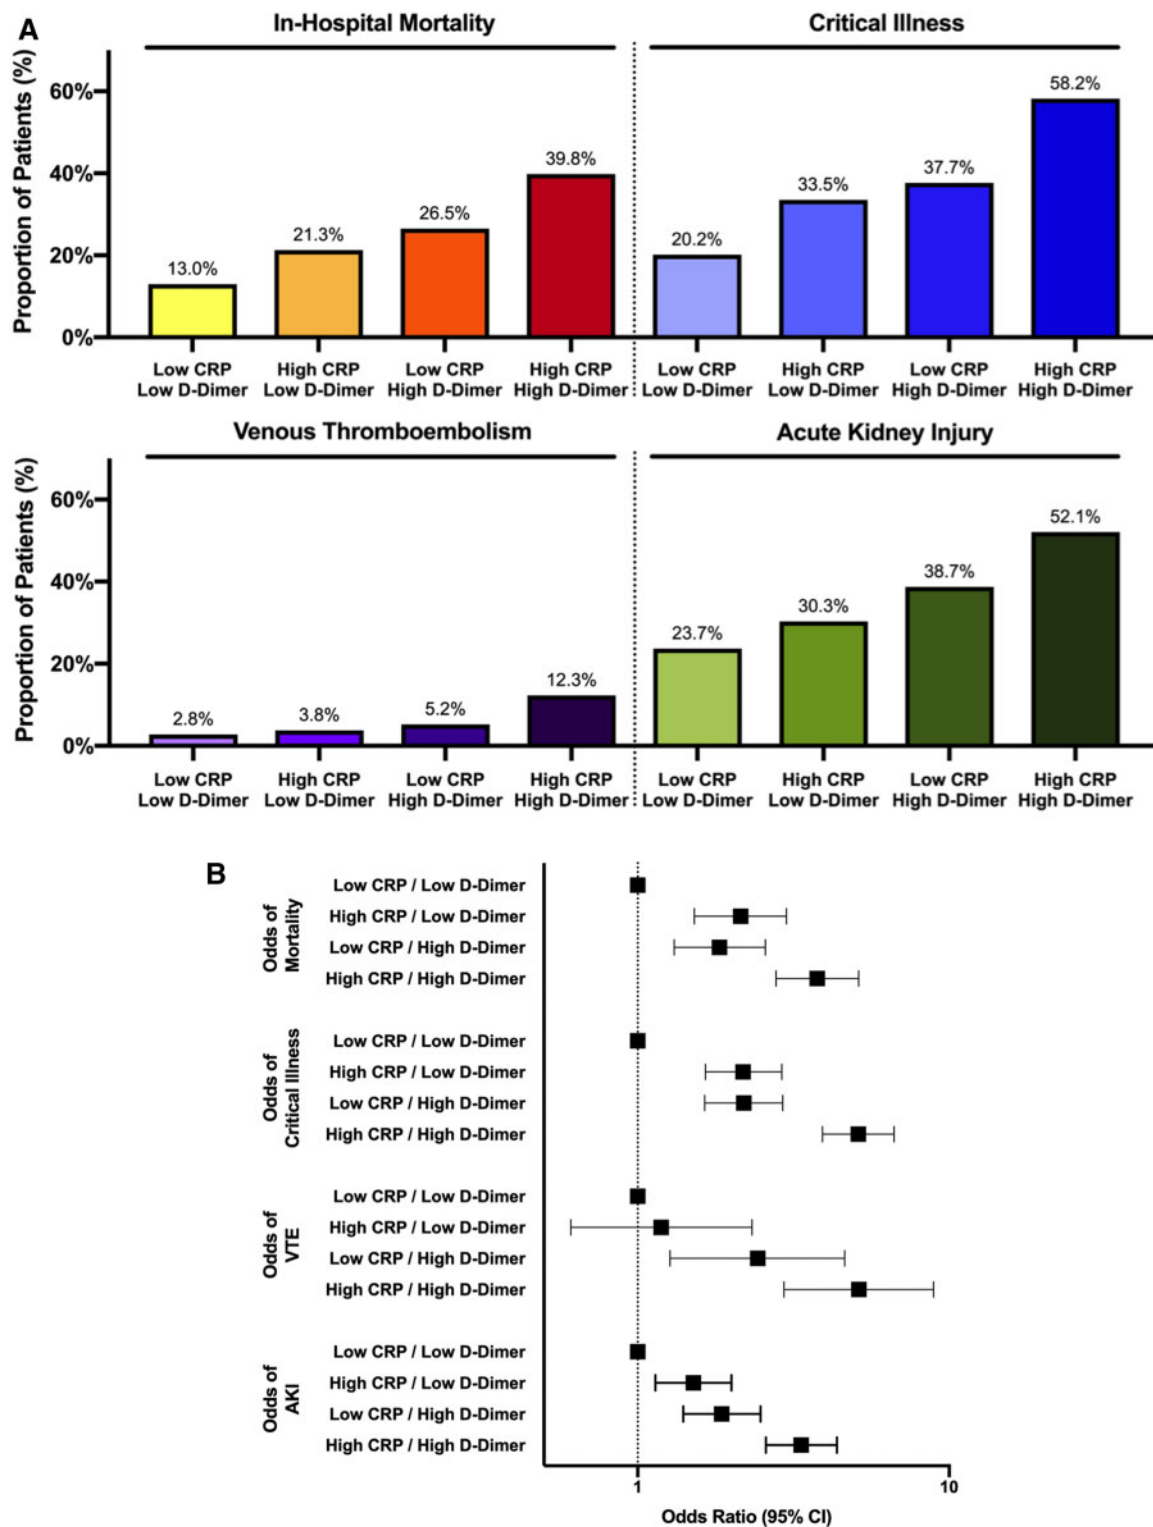 A
In-Hospital Mortality
Critical Illness
Proportion of Patients (%)
60%
40%
20%
0%
13.0%
21.3%
26.5%
39.8%
20.2%
33.5%
37.7%
58.2%
Low CRP
Low D-Dimer
High CRP
Low D-Dimer
Low CRP
High D-Dimer
High CRP
High D-Dimer
Low CRP
Low D-Dimer
High CRP
Low D-Dimer
Low CRP
High D-Dimer
High CRP
High D-Dimer
Venous Thromboembolism
Acute Kidney Injury
Proportion of Patients (%)
60%
40%
20%
0%
2.8%
3.8%
5.2%
12.3%
23.7%
30.3%
38.7%
52.1%
Low CRP
Low D-Dimer
High CRP
Low D-Dimer
Low CRP
High D-Dimer
High CRP
High D-Dimer
Low CRP
Low D-Dimer
High CRP
Low D-Dimer
Low CRP
High D-Dimer
High CRP
High D-Dimer
B
Odds of
Mortality
Low CRP / Low D-Dimer
High CRP / Low D-Dimer
Low CRP / High D-Dimer
High CRP / High D-Dimer
Odds of
Critical Illness
Low CRP / Low D-Dimer
High CRP / Low D-Dimer
Low CRP / High D-Dimer
High CRP / High D-Dimer
Odds of
VTE
Low CRP / Low D-Dimer
High CRP / Low D-Dimer
Low CRP / High D-Dimer
High CRP / High D-Dimer
Odds of
AKI
Low CRP / Low D-Dimer
High CRP / Low D-Dimer
Low CRP / High D-Dimer
High CRP / High D-Dimer
1
10
Odds Ratio (95% CI)